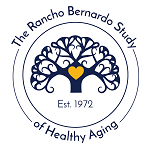 The Rancho Bernardo Study
Est. 1972
of Healthy Aging